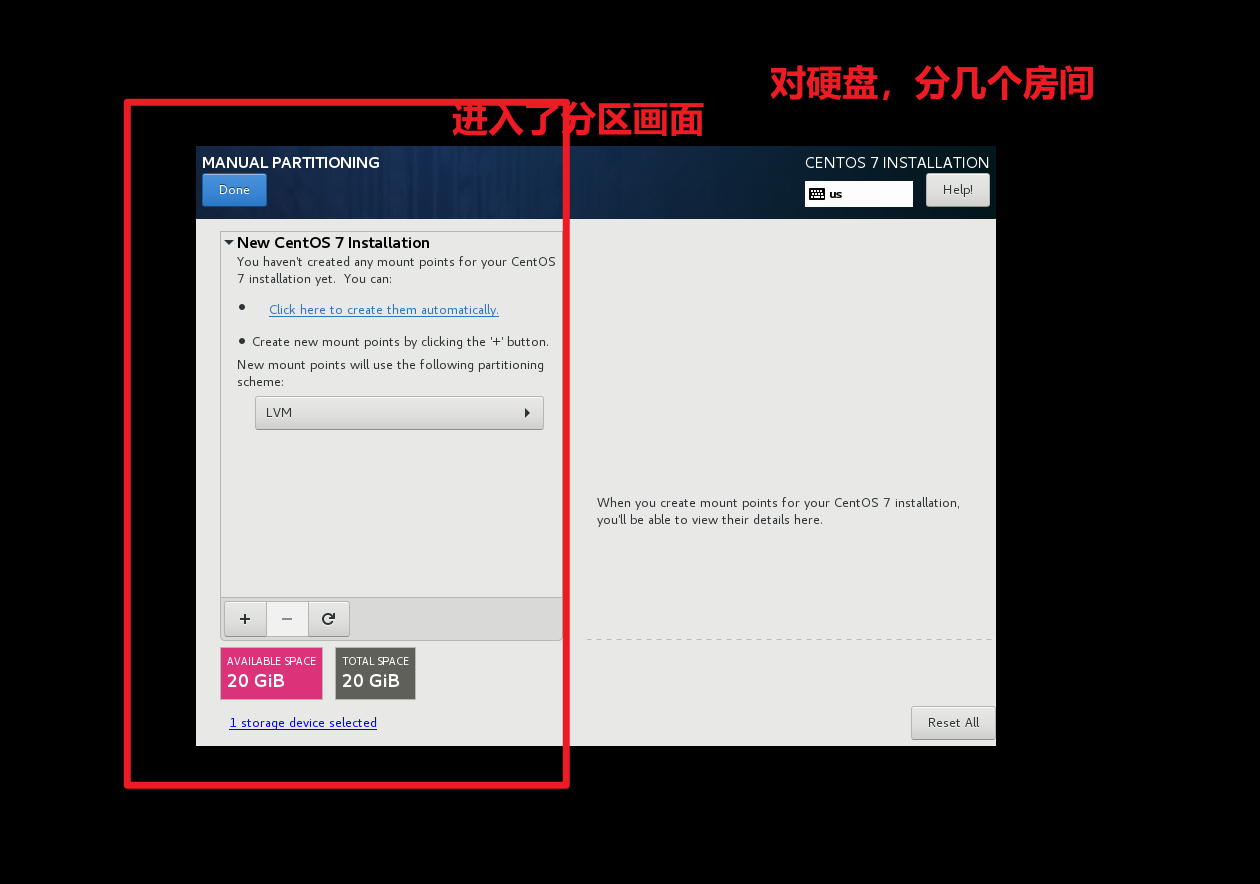 对硬盘，分几个房间
进入了分区画面
MANUAL PARTITIONING
CENTOS 7 INSTALLATION
Done
us
Help!
New CentOS 7 Installation
You haven't created any mount points for your CentOS
7 installation yet. You can:
Click here to create them automatically.
Create new mount points by clicking the '+' button.
New mount points will use the following partitioning
scheme:
LVM
When you create mount points for your CentOS 7 installation,
you'll be able to view their details here.
+ −
AVAILABLE SPACE
20 GiB
TOTAL SPACE
20 GiB
1 storage device selected
Reset All